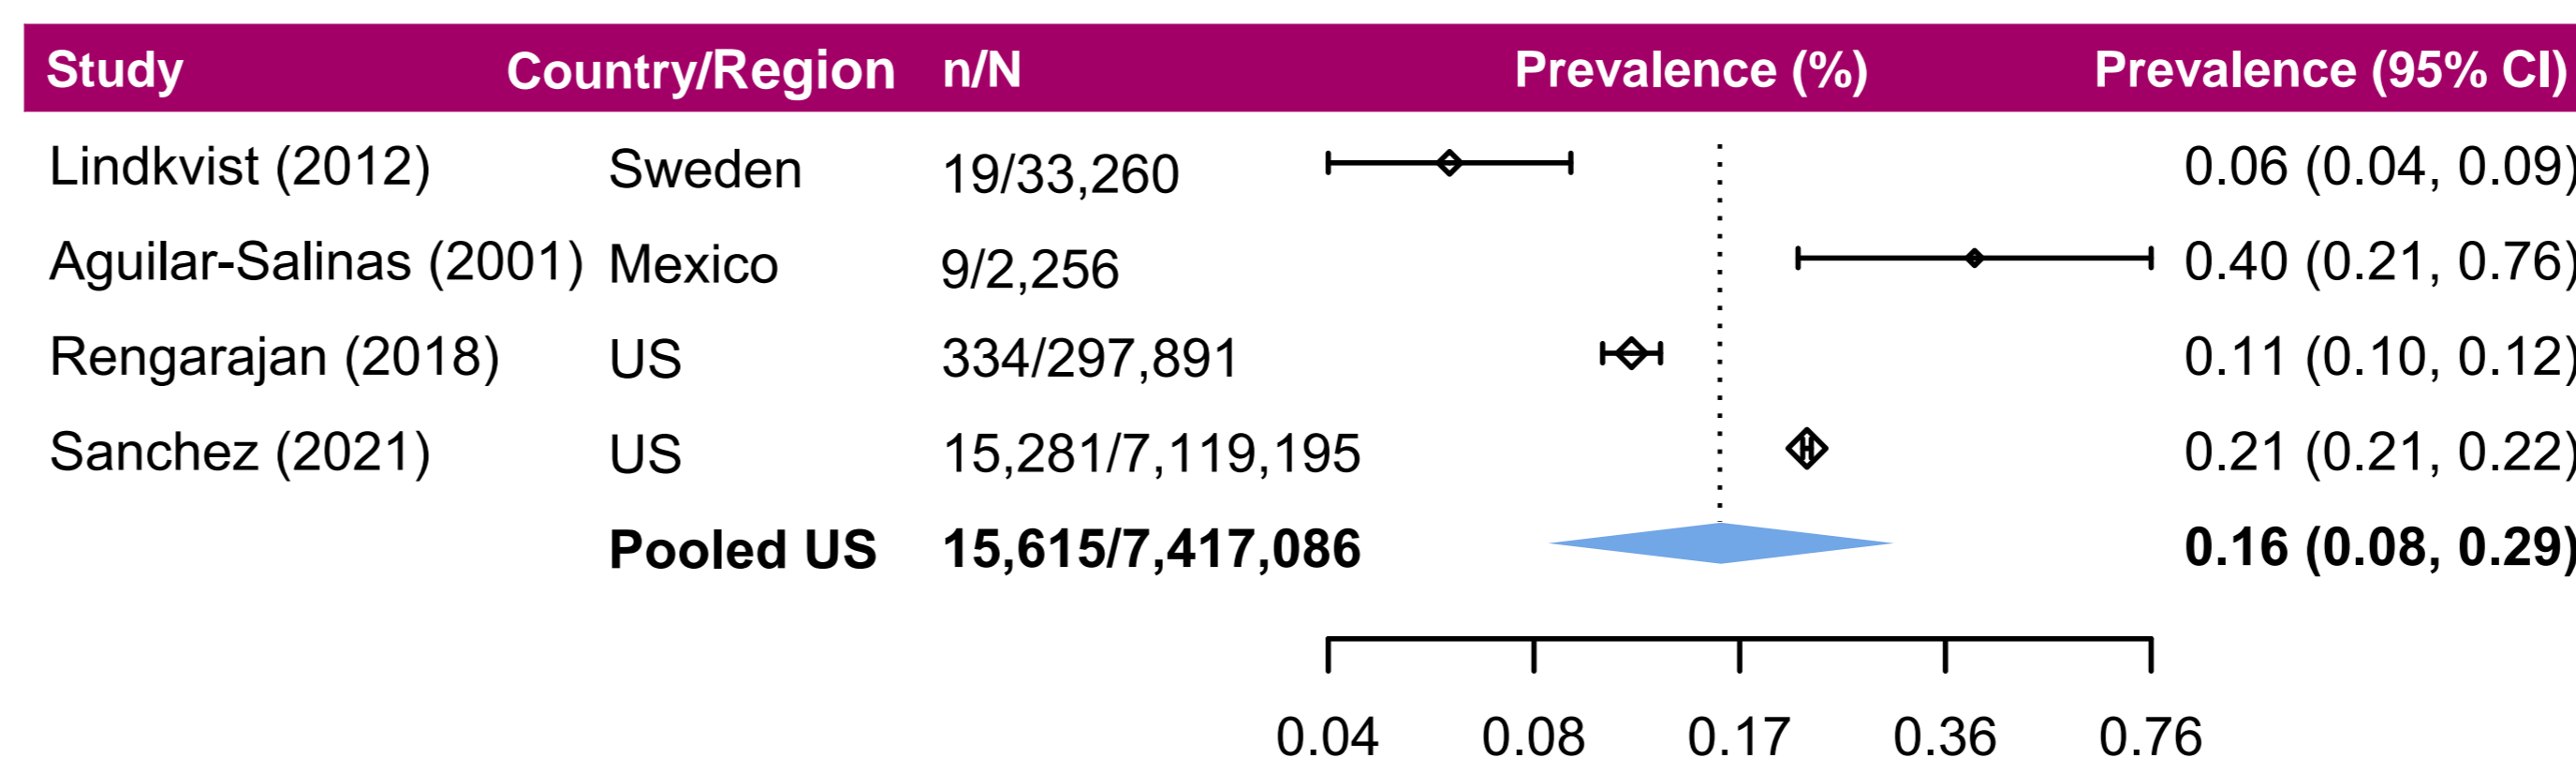 Study Country/Region n/N Prevalence (%) Prevalence (95% CI)
Lindkvist (2012) Sweden 19/33,260 0.06 (0.04, 0.09)
Aguilar-Salinas (2001) Mexico 9/2,256 0.40 (0.21, 0.76)
Rengarajan (2018) US 334/297,891 0.11 (0.10, 0.12)
Sanchez (2021) US 15,281/7,119,195 0.21 (0.21, 0.22)
Pooled US 15,615/7,417,086 0.16 (0.08, 0.29)
0.04 0.08 0.17 0.36 0.76